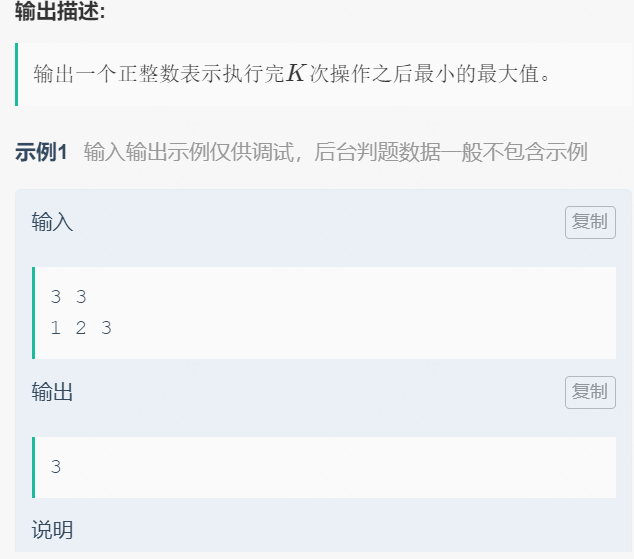 输出描述:
输出一个正整数表示执行完K次操作之后最小的最大值。
示例1 输入输出示例仅供调试，后台判题数据一般不包含示例
输入 复制
3 3
1 2 3
输出 复制
3
说明